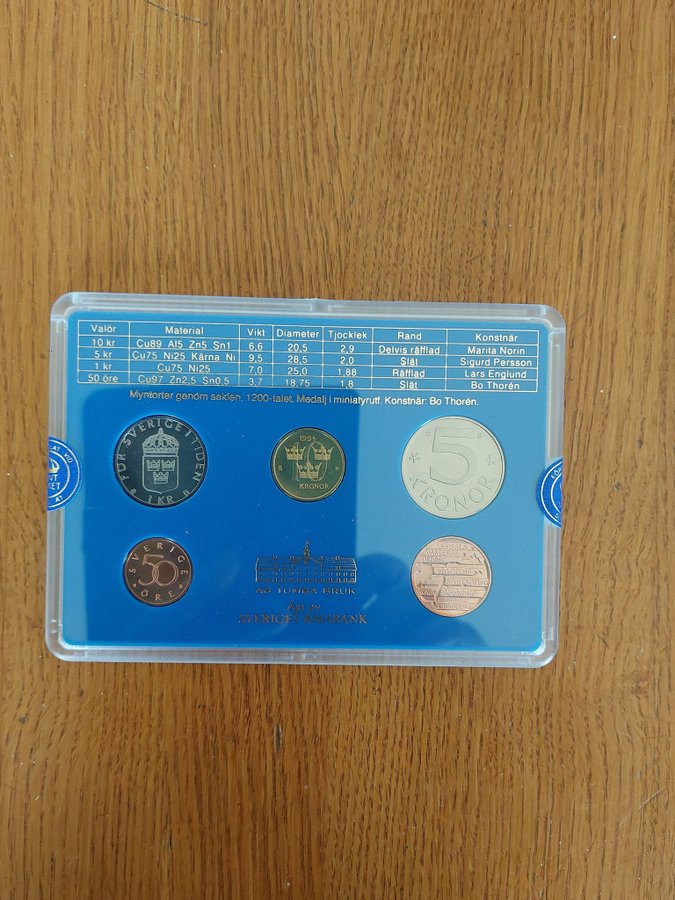 Valör Material Vikt Diameter Tjocklek Rand Konstnär
10 kr Cu89 Al5 Zn5 Sn1 6,6 20,5 2,9 Delvis räfflad Marita Norin
5 kr Cu75 Ni25 Kärna Ni 9,5 28,5 2,0 Slät Sigurd Persson
1 kr Cu75 Ni25 7,0 25,0 1,88 Räfflad Lars Englund
50 öre Cu97 Zn2,5 Sn0,5 3,7 18,75 1,8 Slät Bo Thorén
Myntorter genom seklen, 1200-talet. Medalj i miniatyrutf. Konstnär: Bo Thorén.
FÖR SVERIGE I TIDEN
1 KR
1994
10
KRONOR
5
KRONOR
SVERIGE
50
ÖRE
AB TUMBA BRUK
Ägt av
SVERIGES RIKSBANK